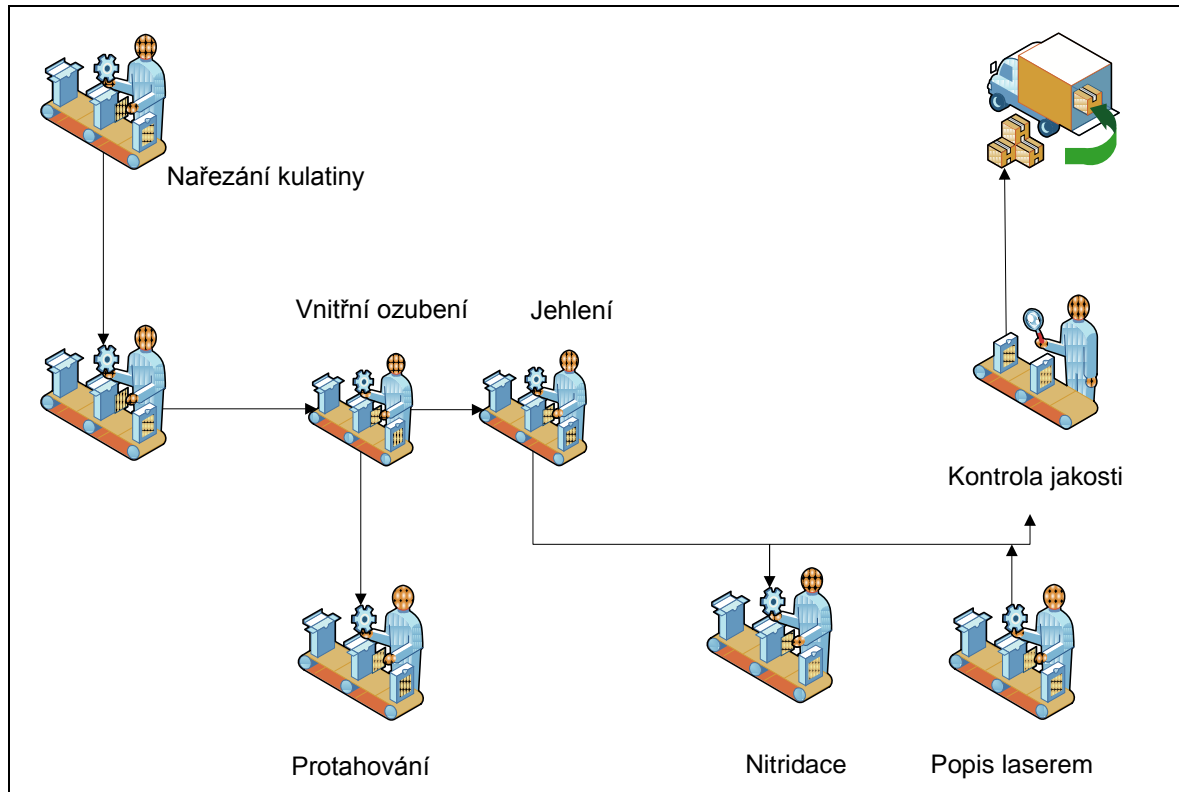 Nařezání kulatiny
Vnitřní ozubení
Jehlení
Kontrola jakosti
Protahování
Nitridace
Popis laserem